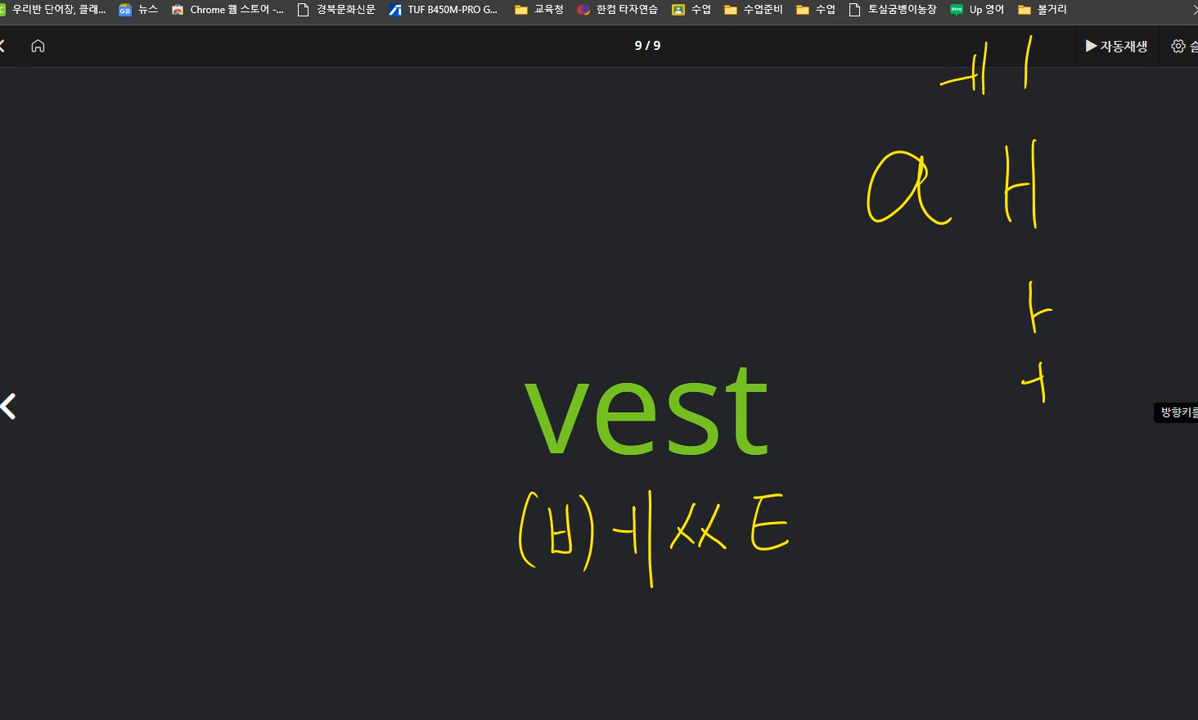 우리반 단어장, 클래... 뉴스 Chrome 웹 스토어 -... 경북문화신문 TUF B450M-PRO G... 교육청 한컴 타자연습 수업 수업준비 수업 토실굼벵이농장 Up 영어 볼거리
9 / 9 ▶자동재생
ㅔ ㅣ
a ㅐ
ㅏ
ㅓ
vest
방향키를
(ㅂ) ㅔ ㅆ ㅌ